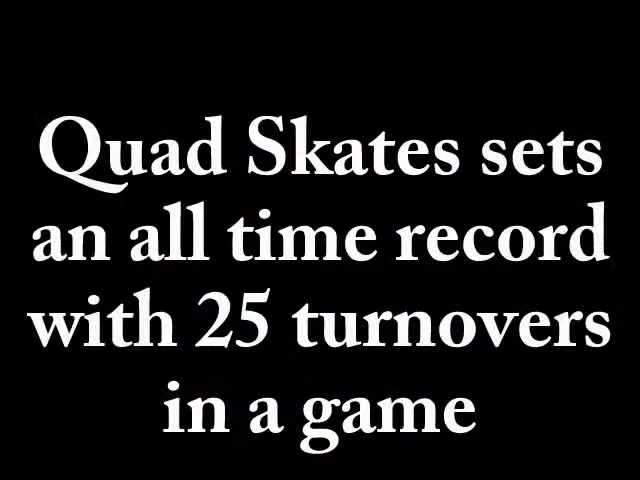 Quad Skates sets
an all time record
with 25 turnovers
in a game